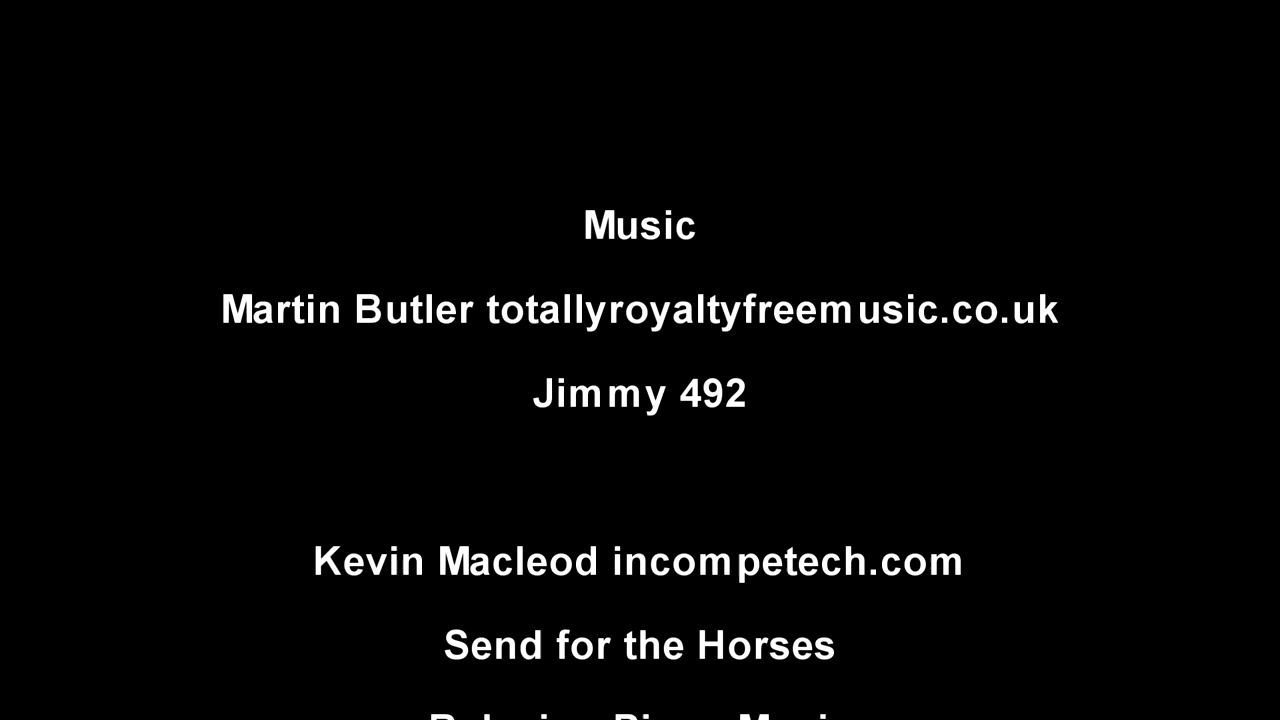 Music
Martin Butler totallyroyaltyfreemusic.co.uk
Jimmy 492
Kevin Macleod incompetech.com
Send for the Horses